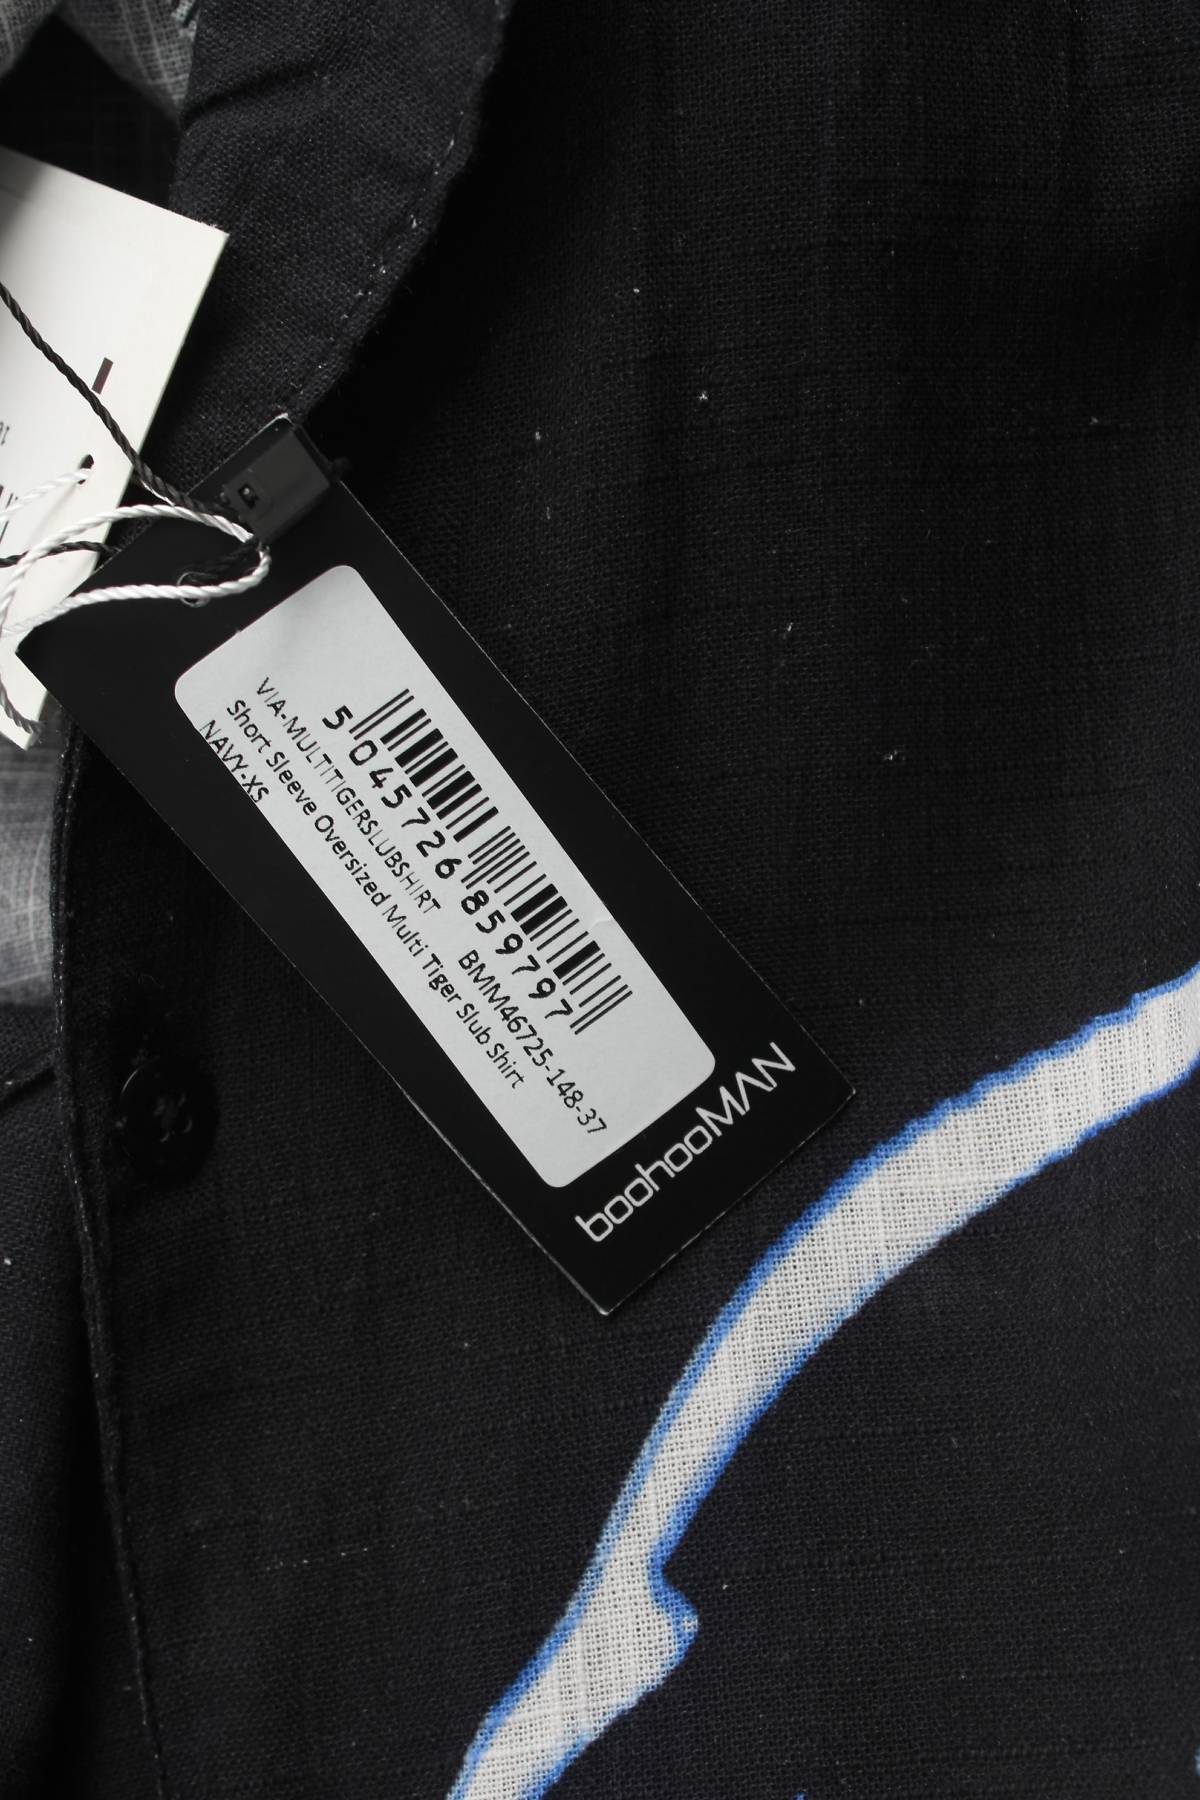 5 045726 859797
VIA-MULTITIGERSLUBSHIRT BMM46725-148-37
Short Sleeve Oversized Multi Tiger Slub Shirt
NAVY-XS
boohooMAN